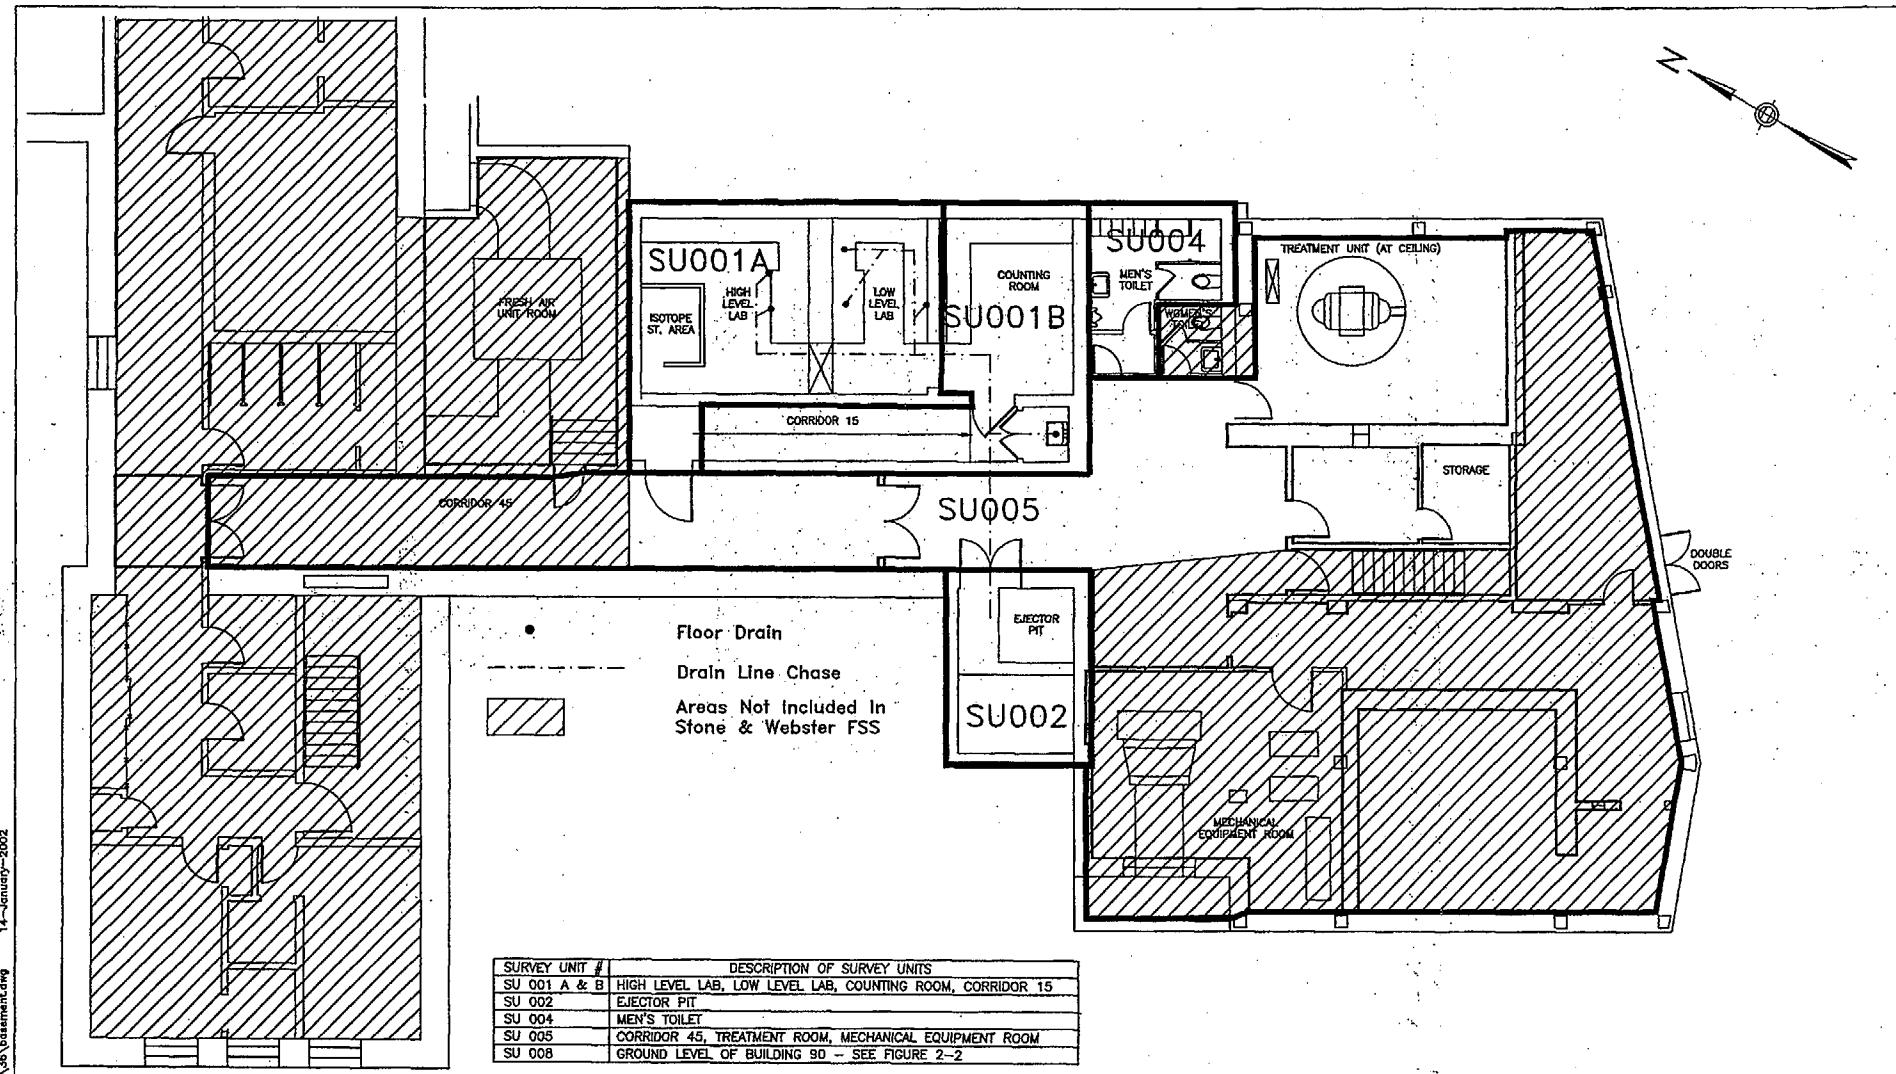 N
TREATMENT UNIT (AT CEILING)
SU001A
HIGH
LEVEL
LAB
ISOTOPE
ST. AREA
LOW
LEVEL
LAB
COUNTING
ROOM
SU001B
SU004
MEN'S
TOILET
WOMEN'S
TOILET
FRESH AIR
UNIT ROOM
CORRIDOR 15
STORAGE
CORRIDOR 45
SU005
DOUBLE
DOORS
EJECTOR
PIT
SU002
MECHANICAL
EQUIPMENT ROOM
Floor Drain
Drain Line Chase
Areas Not Included In
Stone & Webster FSS
SURVEY UNIT # DESCRIPTION OF SURVEY UNITS
SU 001 A & B HIGH LEVEL LAB, LOW LEVEL LAB, COUNTING ROOM, CORRIDOR 15
SU 002 EJECTOR PIT
SU 004 MEN'S TOILET
SU 005 CORRIDOR 45, TREATMENT ROOM, MECHANICAL EQUIPMENT ROOM
SU 008 GROUND LEVEL OF BUILDING 90 – SEE FIGURE 2–2
\basement.dwg 14–January–2002